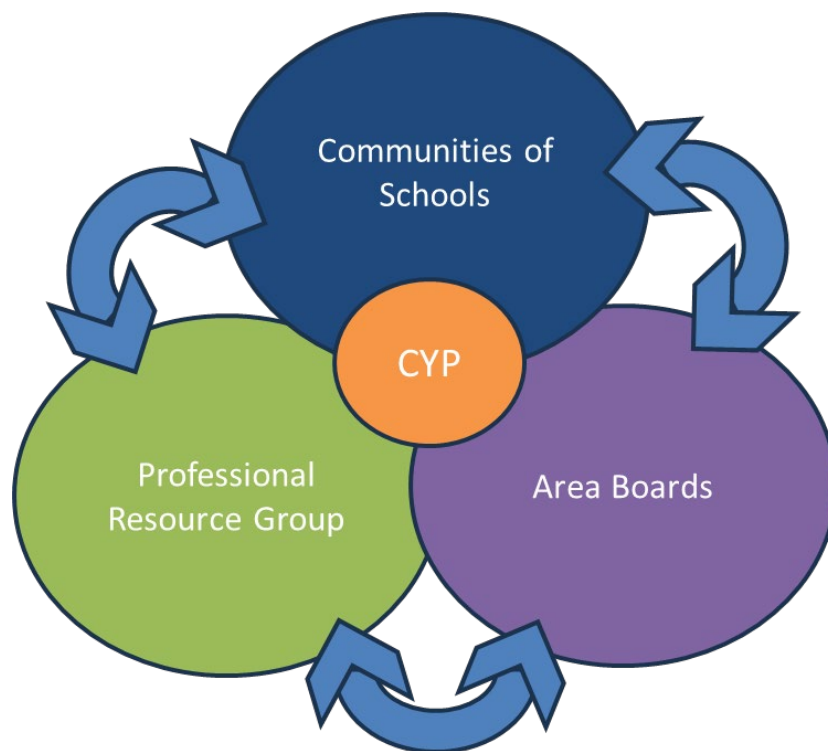 Communities of
Schools
CYP
Professional
Resource Group
Area Boards